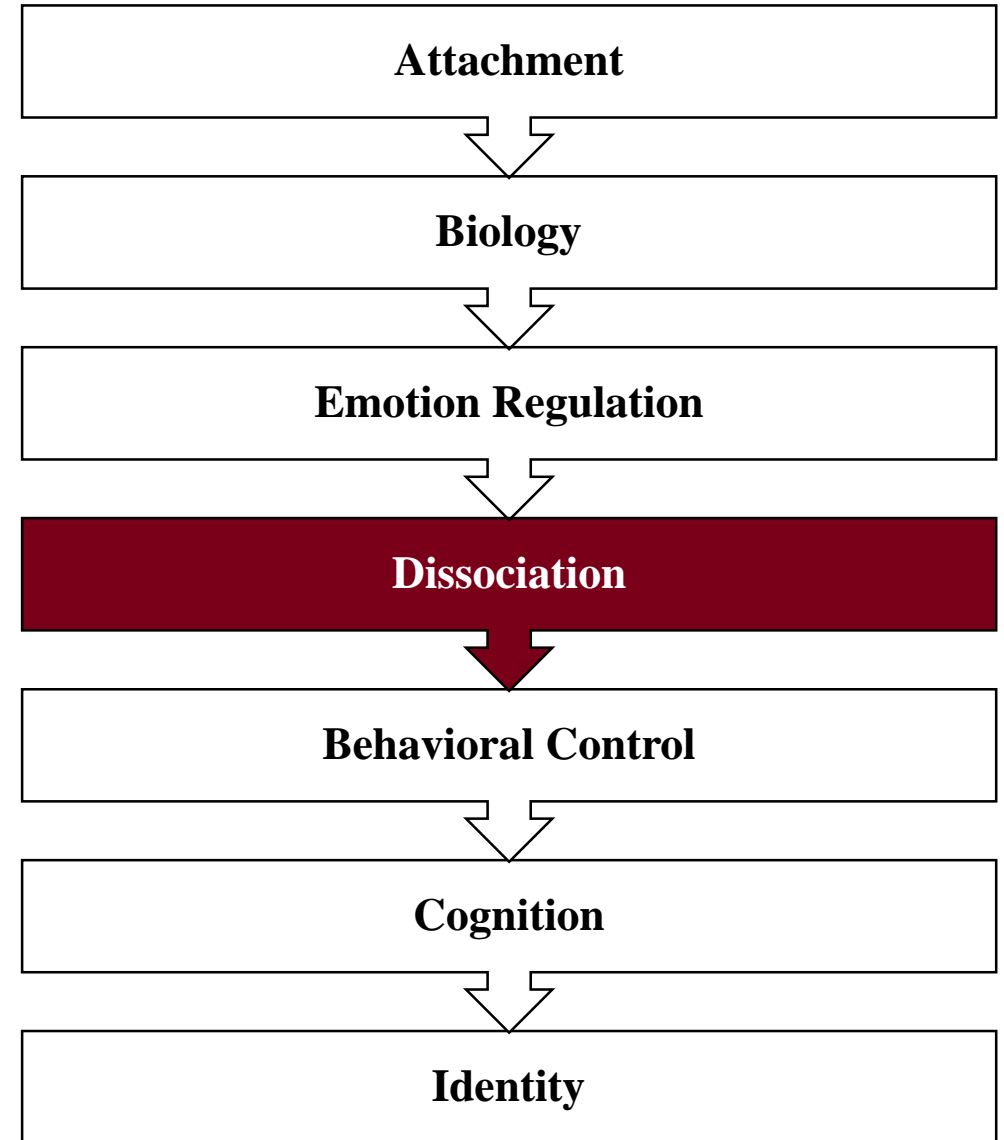 Attachment
Biology
Emotion Regulation
Dissociation
Behavioral Control
Cognition
Identity